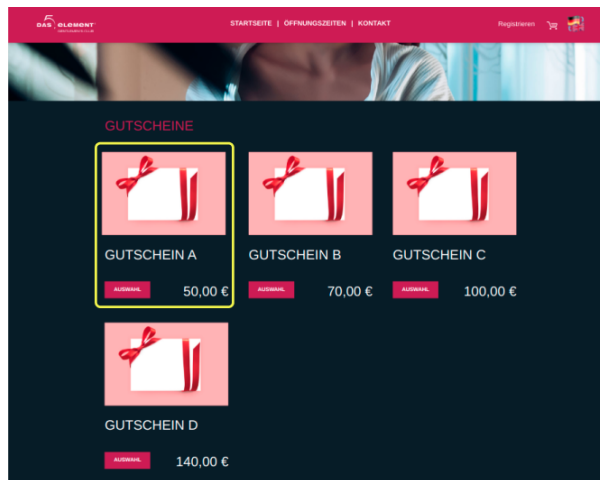 DAS ELEMENT
STARTSEITE | ÖFFNUNGSZEITEN | KONTAKT
Registrieren
GUTSCHEINE
GUTSCHEIN A
AUSWAHL 50,00 €
GUTSCHEIN B
AUSWAHL 70,00 €
GUTSCHEIN C
AUSWAHL 100,00 €
GUTSCHEIN D
AUSWAHL 140,00 €